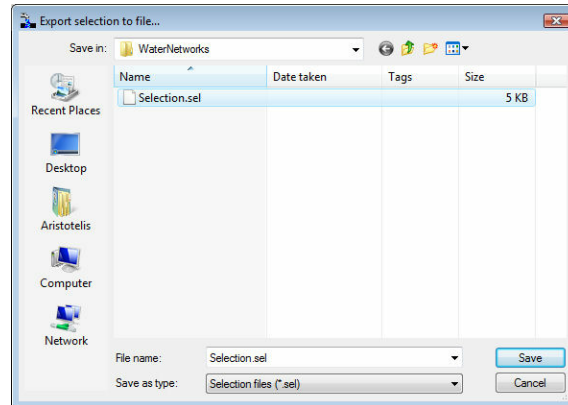 Export selection to file...
Save in: WaterNetworks
Name Date taken Tags Size
Selection.sel 5 KB
Recent Places
Desktop
Aristotelis
Computer
Network
File name: Selection.sel Save
Save as type: Selection files (*.sel) Cancel